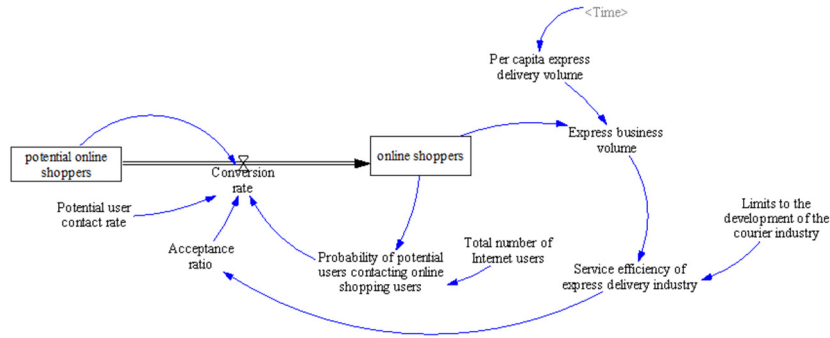 <Time>
Per capita express
delivery volume
Express business
volume
potential online
shoppers
online shoppers
Conversion
rate
Potential user
contact rate
Acceptance
ratio
Probability of potential
users contacting online
shopping users
Total number of
Internet users
Limits to the
development of the
courier industry
Service efficiency of
express delivery industry